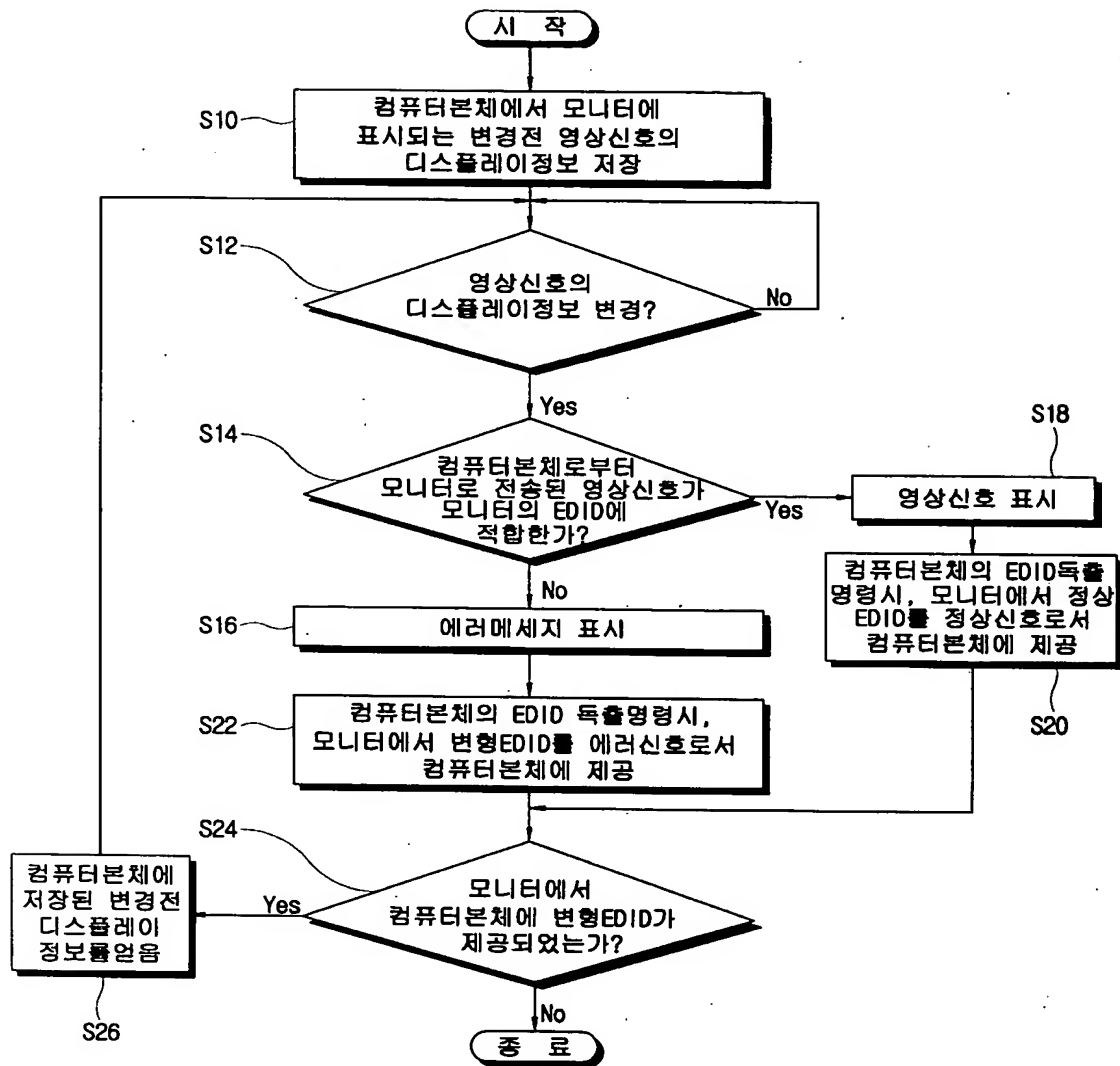 시 작
S10
컴퓨터본체에서 모니터에
표시되는 변경전 영상신호의
디스플레이정보 저장
S12
영상신호의
디스플레이정보 변경?
No
Yes
S14
컴퓨터본체로부터
모니터로 전송된 영상신호가
모니터의 EDID에
적합한가?
Yes
S18
영상신호 표시
No
S16
에러메세지 표시
컴퓨터본체의 EDID독출
명령시, 모니터에서 정상
EDID를 정상신호로서
컴퓨터본체에 제공
S20
S22
컴퓨터본체의 EDID 독출명령시,
모니터에서 변형EDID를 에러신호로서
컴퓨터본체에 제공
S24
모니터에서
컴퓨터본체에 변형EDID가
제공되었는가?
Yes
컴퓨터본체에
저장된 변경전
디스플레이
정보를얻음
S26
No
종 료